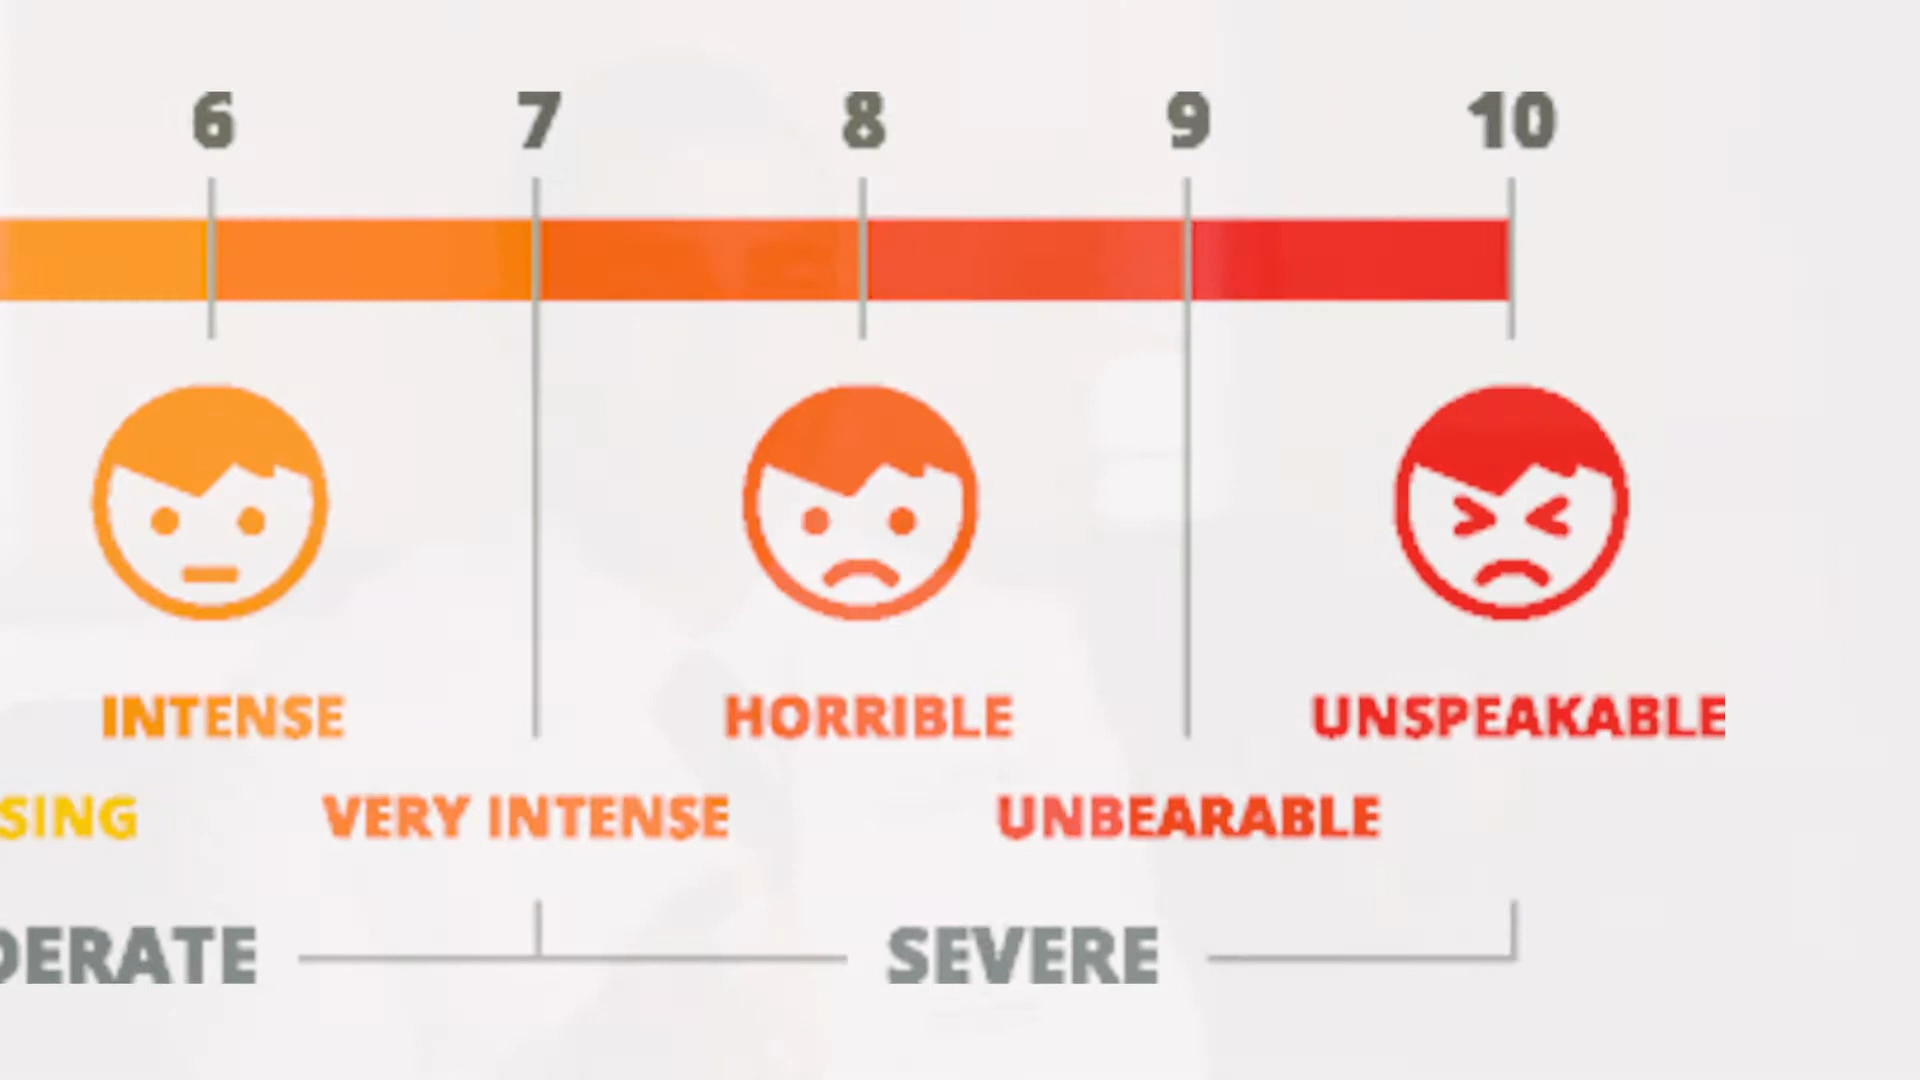 6 7 8 9 10
INTENSE HORRIBLE UNSPEAKABLE
SING VERY INTENSE UNBEARABLE
DERATE SEVERE